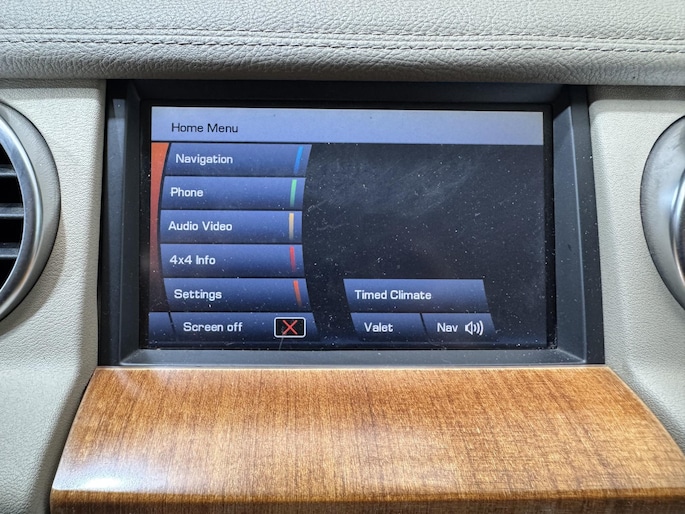 Home Menu
Navigation
Phone
Audio Video
4x4 Info
Settings
Timed Climate
Screen off
Valet
Nav